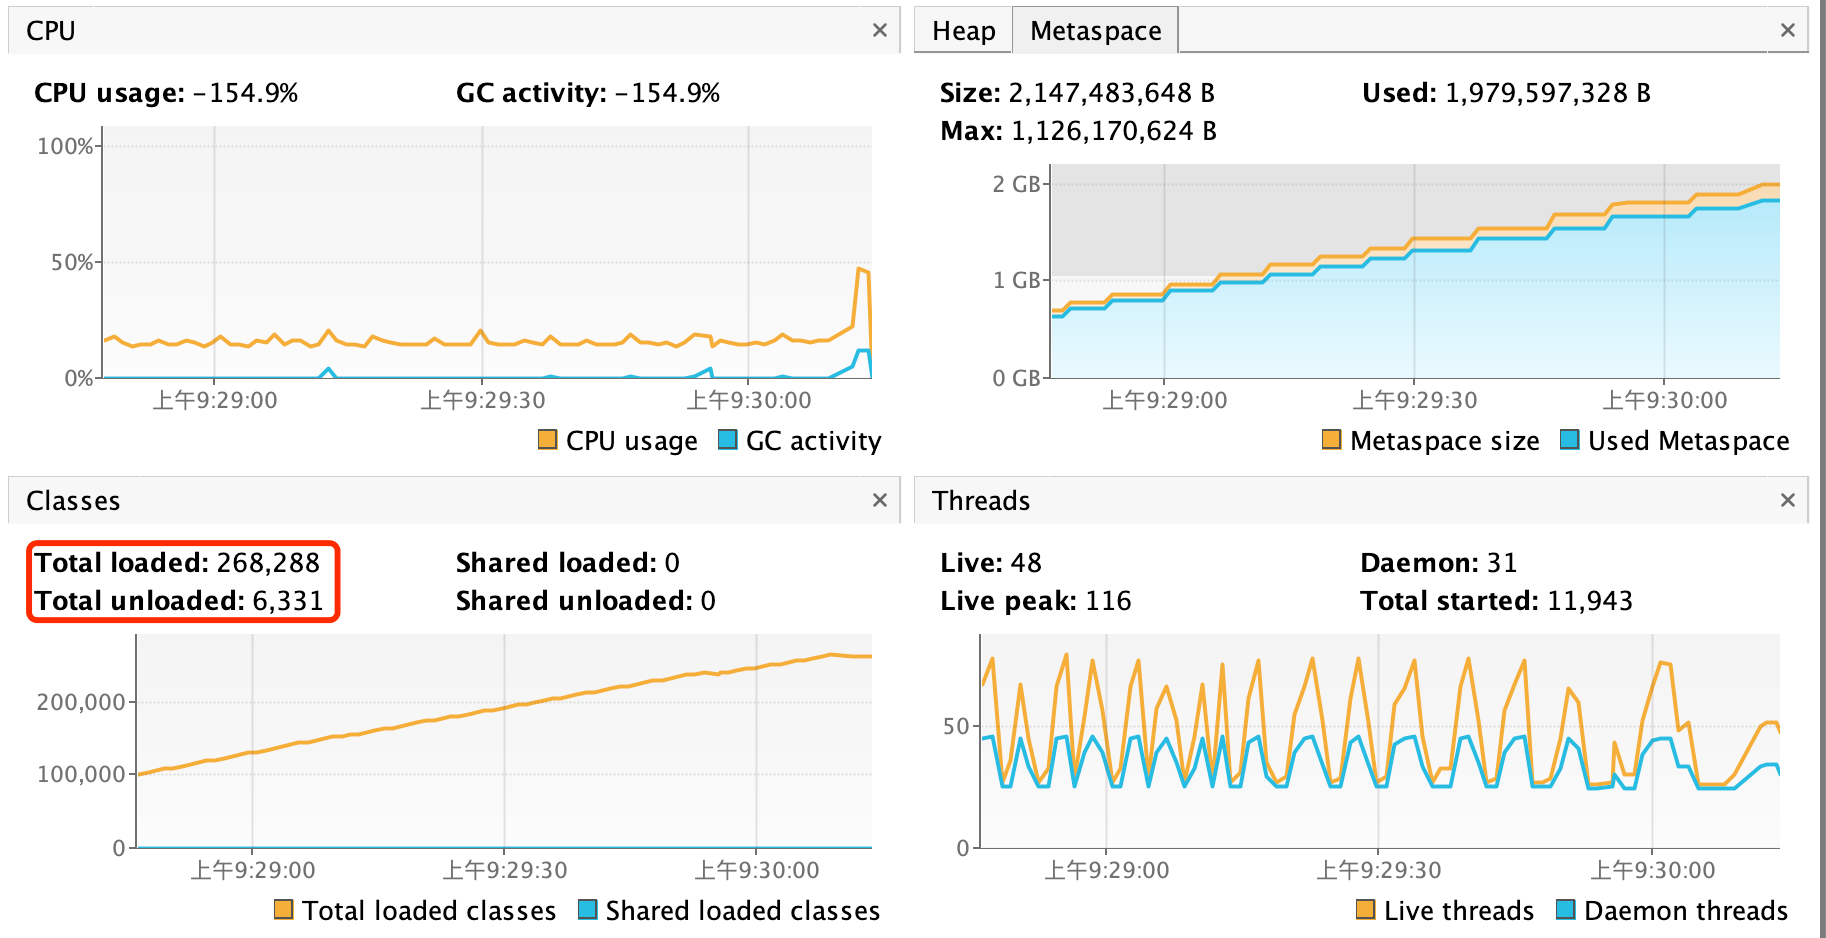 CPU
CPU usage: -154.9% GC activity: -154.9%
100%
50%
0%
上午9:29:00 上午9:29:30 上午9:30:00
CPU usage GC activity
Heap Metaspace
Size: 2,147,483,648 B Used: 1,979,597,328 B
Max: 1,126,170,624 B
2 GB
1 GB
0 GB
上午9:29:00 上午9:29:30 上午9:30:00
Metaspace size Used Metaspace
Classes
Total loaded: 268,288 Shared loaded: 0
Total unloaded: 6,331 Shared unloaded: 0
200,000
100,000
0
上午9:29:00 上午9:29:30 上午9:30:00
Total loaded classes Shared loaded classes
Threads
Live: 48 Daemon: 31
Live peak: 116 Total started: 11,943
50
0
上午9:29:00 上午9:29:30 上午9:30:00
Live threads Daemon threads